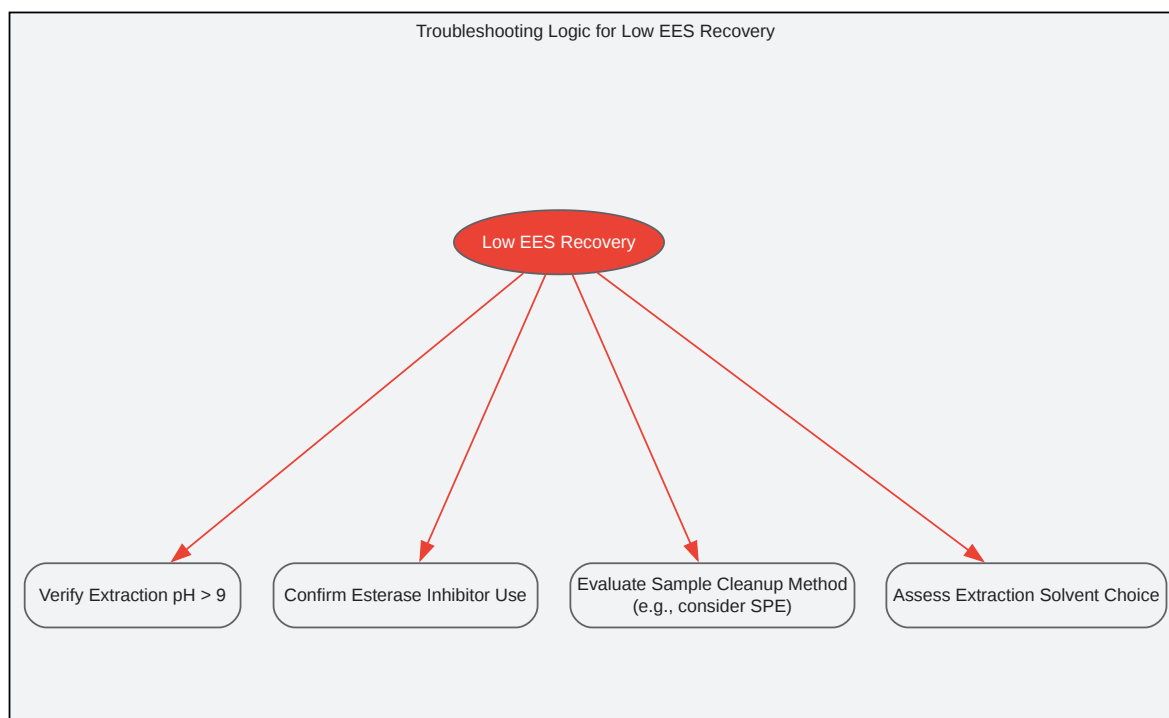 Troubleshooting Logic for Low EES Recovery
Low EES Recovery
Verify Extraction pH > 9
Confirm Esterase Inhibitor Use
Evaluate Sample Cleanup Method
(e.g., consider SPE)
Assess Extraction Solvent Choice